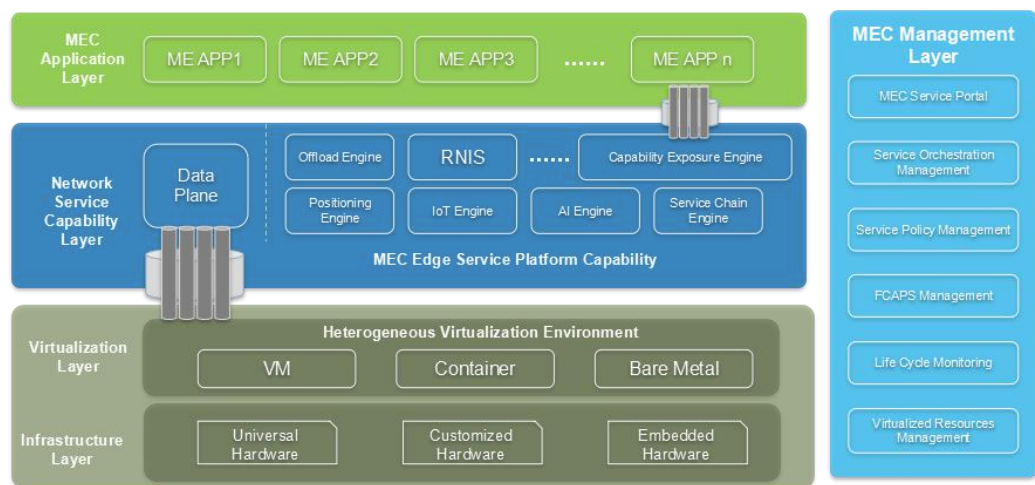 MEC
Application
Layer
ME APP1
ME APP2
ME APP3
......
ME APP n
Network
Service
Capability
Layer
Data
Plane
Offload Engine
RNIS
......
Capability Exposure Engine
Positioning
Engine
IoT Engine
AI Engine
Service Chain
Engine
MEC Edge Service Platform Capability
Virtualization
Layer
Heterogeneous Virtualization Environment
VM
Container
Bare Metal
Infrastructure
Layer
Universal
Hardware
Customized
Hardware
Embedded
Hardware
MEC Management
Layer
MEC Service Portal
Service Orchestration
Management
Service Policy Management
FCAPS Management
Life Cycle Monitoring
Virtualized Resources
Management